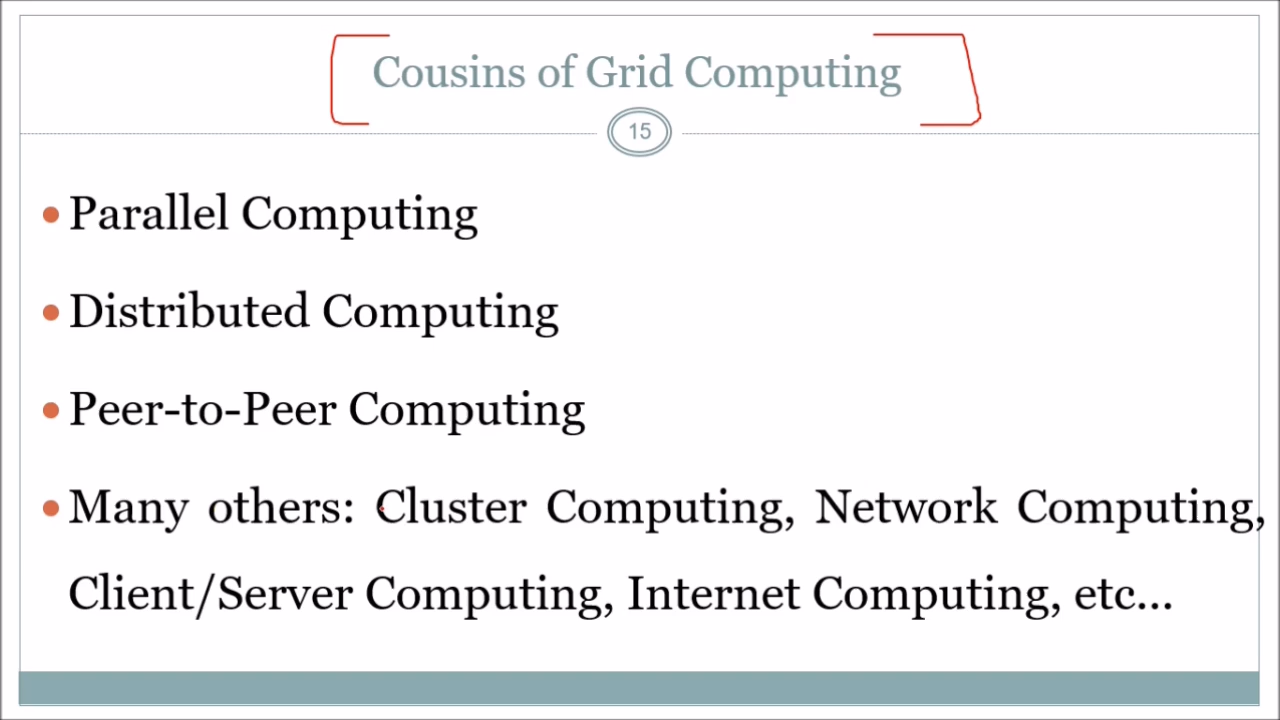 Cousins of Grid Computing
15
Parallel Computing
Distributed Computing
Peer-to-Peer Computing
Many others: Cluster Computing, Network Computing,
Client/Server Computing, Internet Computing, etc...